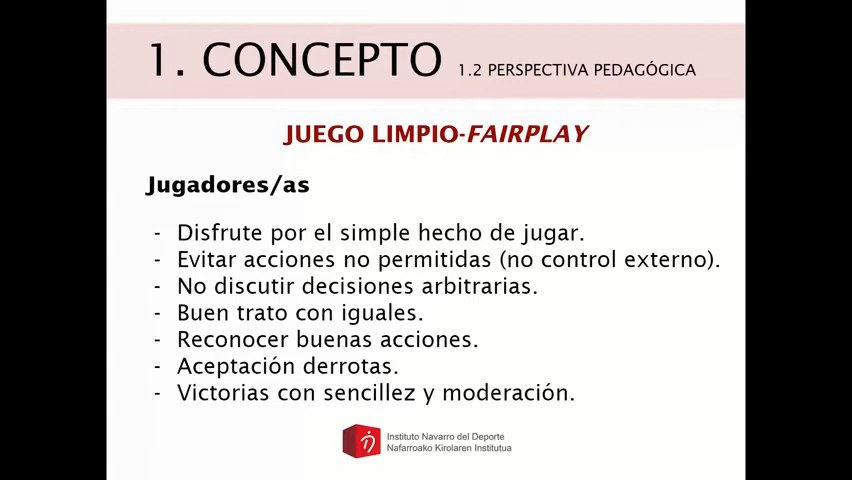 1. CONCEPTO 1.2 PERSPECTIVA PEDAGÓGICA
JUEGO LIMPIO-FAIRPLAY
Jugadores/as
- Disfrute por el simple hecho de jugar.
- Evitar acciones no permitidas (no control externo).
- No discutir decisiones arbitrarias.
- Buen trato con iguales.
- Reconocer buenas acciones.
- Aceptación derrotas.
- Victorias con sencillez y moderación.
Instituto Navarro del Deporte
Nafarroako Kirolaren Institutua